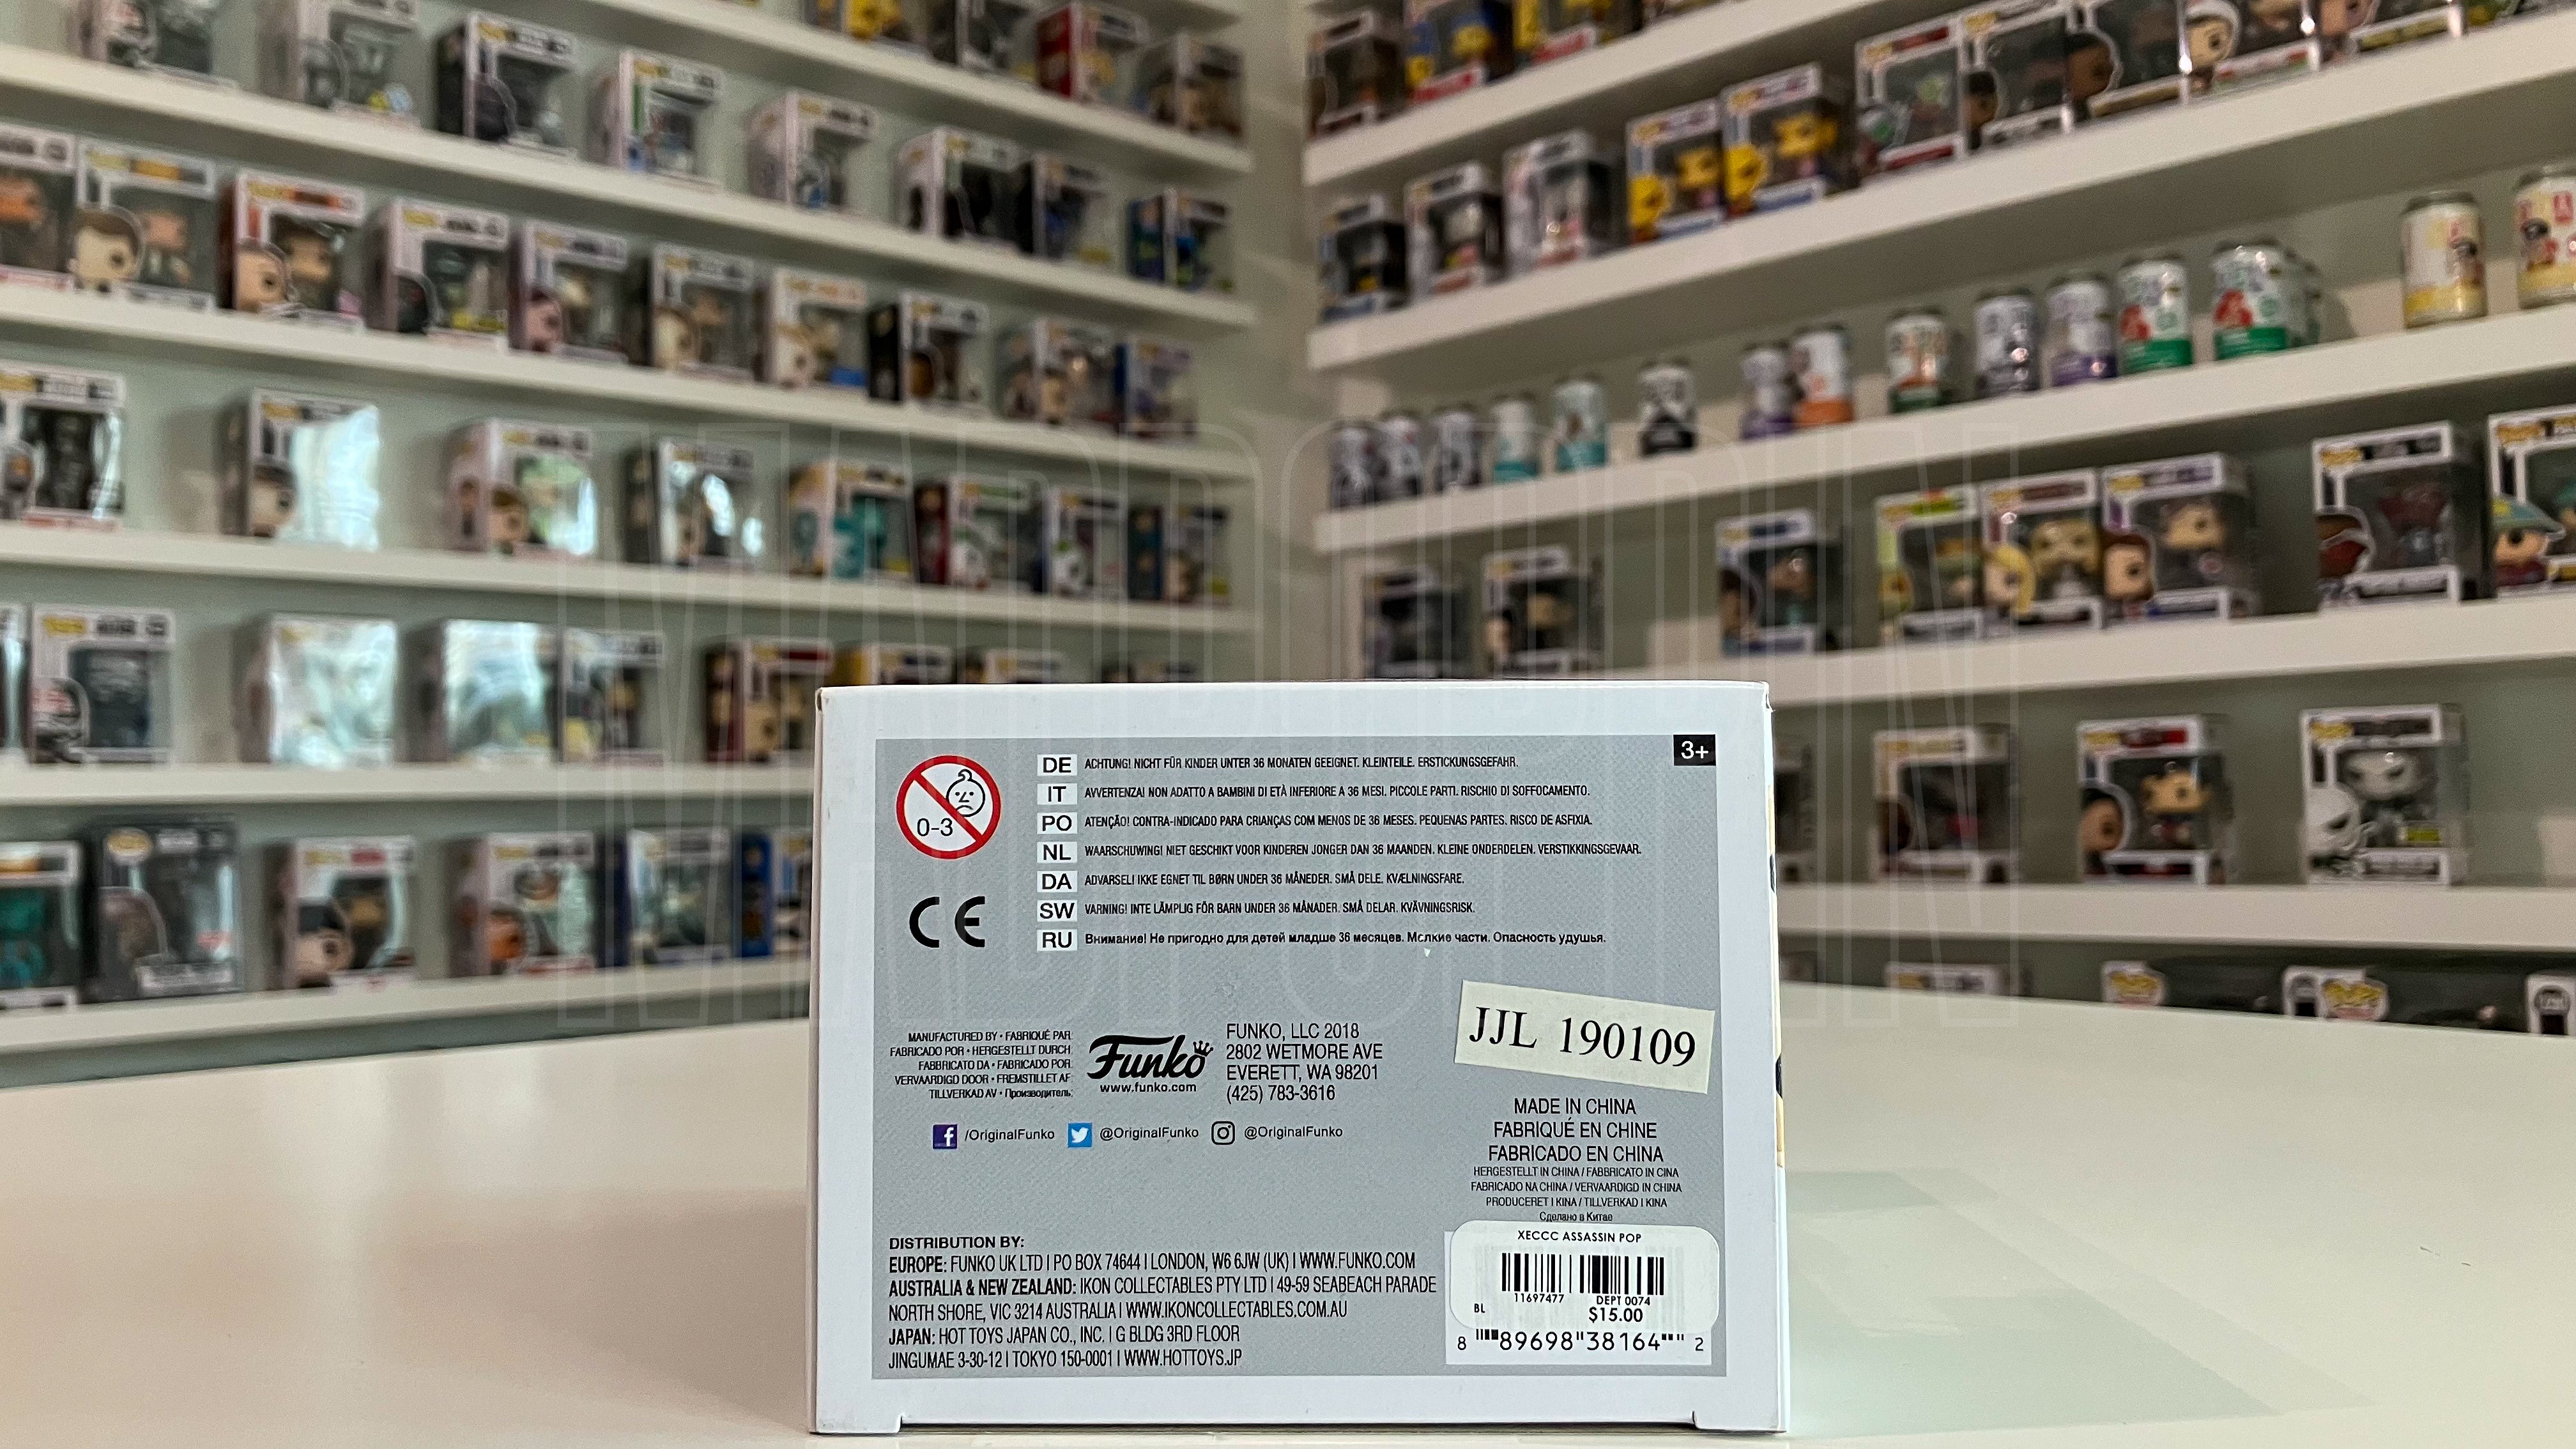 3+
0-3
DE ACHTUNG! NICHT FÜR KINDER UNTER 36 MONATEN GEEIGNET. KLEINTEILE. ERSTICKUNGSGEFAHR.
IT AVVERTENZA! NON ADATTO A BAMBINI DI ETÀ INFERIORE A 36 MESI. PICCOLE PARTI. RISCHIO DI SOFFOCAMENTO.
PO ATENÇÃO! CONTRA-INDICADO PARA CRIANÇAS COM MENOS DE 36 MESES. PEQUENAS PARTES. RISCO DE ASFIXIA.
NL WAARSCHUWING! NIET GESCHIKT VOOR KINDEREN JONGER DAN 36 MAANDEN. KLEINE ONDERDELEN. VERSTIKKINGSGEVAAR.
DA ADVARSEL! IKKE EGNET TIL BØRN UNDER 36 MÅNEDER. SMÅ DELE. KVÆLNINGSFARE.
SW VARNING! INTE LÄMPLIG FÖR BARN UNDER 36 MÅNADER. SMÅ DELAR. KVÄVNINGSRISK.
RU Внимание! Не пригодно для детей младше 36 месяцев. Мелкие части. Опасность удушья.
CE
MANUFACTURED BY • FABRIQUÉ PAR
FABRICADO POR • HERGESTELLT DURCH
FABBRICATO DA • FABRICADO POR
VERVAARDIGD DOOR • FREMSTILLET AF
TILLVERKAD AV • Производитель:
Funko
www.funko.com
FUNKO, LLC 2018
2802 WETMORE AVE
EVERETT, WA 98201
(425) 783-3616
/OriginalFunko @OriginalFunko @OriginalFunko
JJL 190109
MADE IN CHINA
FABRIQUÉ EN CHINE
FABRICADO EN CHINA
HERGESTELLT IN CHINA / FABBRICATO IN CINA
FABRICADO NA CHINA / VERVAARDIGD IN CHINA
PRODUCERET I KINA / TILLVERKAD I KINA
Сделано в Китае
DISTRIBUTION BY:
EUROPE: FUNKO UK LTD | PO BOX 74644 | LONDON, W6 6JW (UK) | WWW.FUNKO.COM
AUSTRALIA & NEW ZEALAND: IKON COLLECTABLES PTY LTD | 49-59 SEABEACH PARADE
NORTH SHORE, VIC 3214 AUSTRALIA | WWW.IKONCOLLECTABLES.COM.AU
JAPAN: HOT TOYS JAPAN CO., INC. | G BLDG 3RD FLOOR
JINGUMAE 3-30-12 | TOKYO 150-0001 | WWW.HOTTOYS.JP
XECCC ASSASSIN POP
11697477 DEPT 0074
BL $15.00
8 89698 38164 2